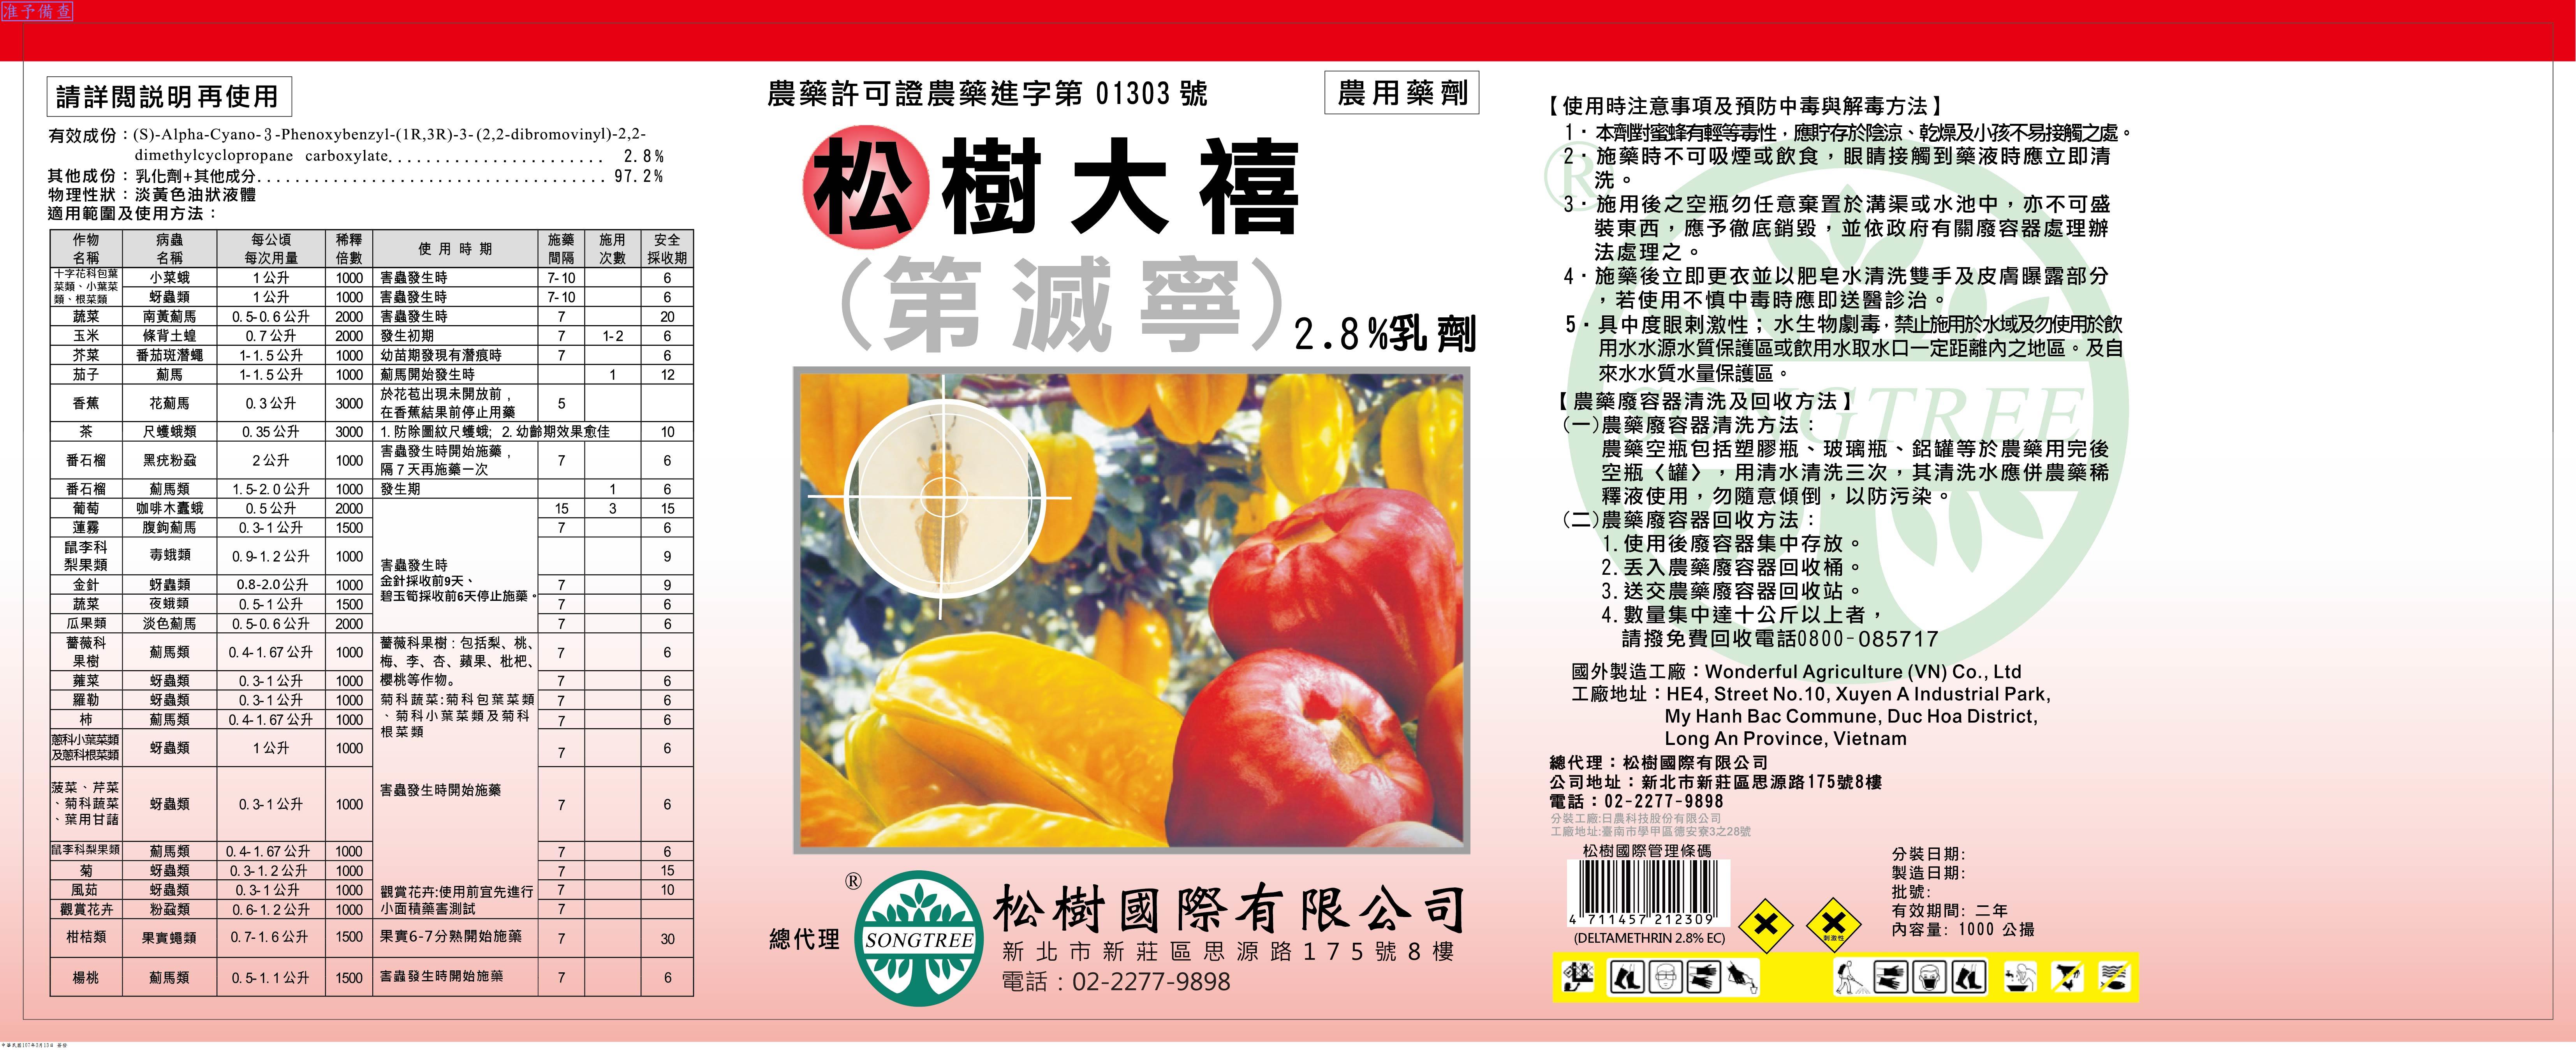 准予備查
請詳閱說明再使用
有效成份：(S)-Alpha-Cyano-3-Phenoxybenzyl-(1R,3R)-3-(2,2-dibromovinyl)-2,2-
dimethylcyclopropane carboxylate....................... 2.8%
其他成份：乳化劑+其他成分..................................... 97.2%
物理性狀：淡黃色油狀液體
適用範圍及使用方法：
作物名稱 病蟲名稱 每公頃每次用量 稀釋倍數 使用時期 施藥間隔 施用次數 安全採收期
十字花科包葉菜類、小葉菜類、根菜類 小菜蛾 1公升 1000 害蟲發生時 7-10 6
蚜蟲類 1公升 1000 害蟲發生時 7-10 6
蔬菜 南黃薊馬 0.5-0.6公升 2000 害蟲發生時 7 20
玉米 條背土蝗 0.7公升 2000 發生初期 7 1-2 6
芥菜 番茄斑潛蠅 1-1.5公升 1000 幼苗期發現有潛痕時 7 6
茄子 薊馬 1-1.5公升 1000 薊馬開始發生時 1 12
香蕉 花薊馬 0.3公升 3000 於花苞出現未開放前，在香蕉結果前停止用藥 5
茶 尺蠖蛾類 0.35公升 3000 1.防除圖紋尺蠖蛾; 2.幼齡期效果愈佳 10
番石榴 黑疣粉蝨 2公升 1000 害蟲發生時開始施藥，隔7天再施藥一次 7 6
番石榴 薊馬類 1.5-2.0公升 1000 發生期 1 6
葡萄 咖啡木蠹蛾 0.5公升 2000 15 3 15
蓮霧 腹鉤薊馬 0.3-1公升 1500 7 6
鼠李科梨果類 毒蛾類 0.9-1.2公升 1000 9
害蟲發生時
金針採收前9天、
碧玉筍採收前6天停止施藥。
金針 蚜蟲類 0.8-2.0公升 1000 7 9
蔬菜 夜蛾類 0.5-1公升 1500 7 6
瓜果類 淡色薊馬 0.5-0.6公升 2000 7 6
薔薇科果樹 薊馬類 0.4-1.67公升 1000 7 6
薔薇科果樹：包括梨、桃、
梅、李、杏、蘋果、枇杷、
櫻桃等作物。
蕹菜 蚜蟲類 0.3-1公升 1000 7 6
羅勒 蚜蟲類 0.3-1公升 1000 7 6
柿 薊馬類 0.4-1.67公升 1000 7 6
菊科蔬菜:菊科包葉菜類
、菊科小葉菜類及菊科
根菜類
蔥科小葉菜類及蔥科根菜類 蚜蟲類 1公升 1000 7 6
菠菜、芹菜、菊科蔬菜、葉用甘藷 蚜蟲類 0.3-1公升 1000 害蟲發生時開始施藥 7 6
鼠李科梨果類 薊馬類 0.4-1.67公升 1000 7 6
菊 蚜蟲類 0.3-1.2公升 1000 7 15
風茹 蚜蟲類 0.3-1公升 1000 7 10
觀賞花卉 粉蝨類 0.6-1.2公升 1000 觀賞花卉:使用前宜先進行小面積藥害測試 7
柑桔類 果實蠅類 0.7-1.6公升 1500 果實6-7分熟開始施藥 7 30
楊桃 薊馬類 0.5-1.1公升 1500 害蟲發生時開始施藥 7 6
農藥許可證農藥進字第 01303 號
農用藥劑
松樹大禧
(第滅寧)
2.8%乳劑
總代理
®
SONGTREE
松樹國際有限公司
新北市新莊區思源路175號8樓
電話：02-2277-9898
【使用時注意事項及預防中毒與解毒方法】
1．本劑對蜜蜂有輕等毒性，應貯存於陰涼、乾燥及小孩不易接觸之處。
2．施藥時不可吸煙或飲食，眼睛接觸到藥液時應立即清
洗。
3．施用後之空瓶勿任意棄置於溝渠或水池中，亦不可盛
裝東西，應予徹底銷毀，並依政府有關廢容器處理辦
法處理之。
4．施藥後立即更衣並以肥皂水清洗雙手及皮膚曝露部分
，若使用不慎中毒時應即送醫診治。
5．具中度眼刺激性；水生物劇毒，禁止施用於水域及勿使用於飲
用水水源水質保護區或飲用水取水口一定距離內之地區。及自
來水水質水量保護區。
®
SONGTREE
【農藥廢容器清洗及回收方法】
(一)農藥廢容器清洗方法：
農藥空瓶包括塑膠瓶、玻璃瓶、鋁罐等於農藥用完後
空瓶〈罐〉，用清水清洗三次，其清洗水應併農藥稀
釋液使用，勿隨意傾倒，以防污染。
(二)農藥廢容器回收方法：
1.使用後廢容器集中存放。
2.丟入農藥廢容器回收桶。
3.送交農藥廢容器回收站。
4.數量集中達十公斤以上者，
請撥免費回收電話0800-085717
國外製造工廠：Wonderful Agriculture (VN) Co., Ltd
工廠地址：HE4, Street No.10, Xuyen A Industrial Park,
My Hanh Bac Commune, Duc Hoa District,
Long An Province, Vietnam
總代理：松樹國際有限公司
公司地址：新北市新莊區思源路175號8樓
電話：02-2277-9898
分裝工廠:日農科技股份有限公司
工廠地址:臺南市學甲區德安寮3之28號
松樹國際管理條碼
4 711457 212309
(DELTAMETHRIN 2.8% EC)
刺激性
分裝日期:
製造日期:
批號:
有效期間: 二年
內容量: 1000 公撮
中華民國107年3月13日